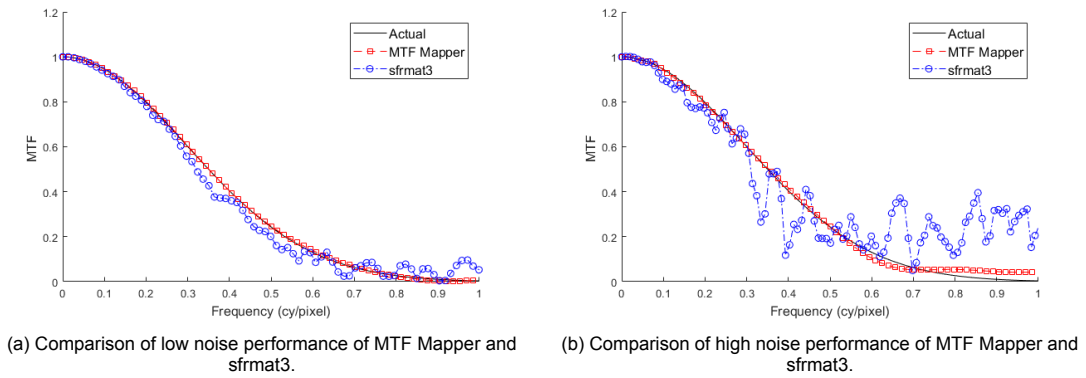 1.2
1
0.8
0.6
0.4
0.2
0
MTF
0 0.1 0.2 0.3 0.4 0.5 0.6 0.7 0.8 0.9 1
Frequency (cy/pixel)
Actual
MTF Mapper
sfrmat3
(a) Comparison of low noise performance of MTF Mapper and
sfrmat3.
1.2
1
0.8
0.6
0.4
0.2
0
MTF
0 0.1 0.2 0.3 0.4 0.5 0.6 0.7 0.8 0.9 1
Frequency (cy/pixel)
Actual
MTF Mapper
sfrmat3
(b) Comparison of high noise performance of MTF Mapper and
sfrmat3.